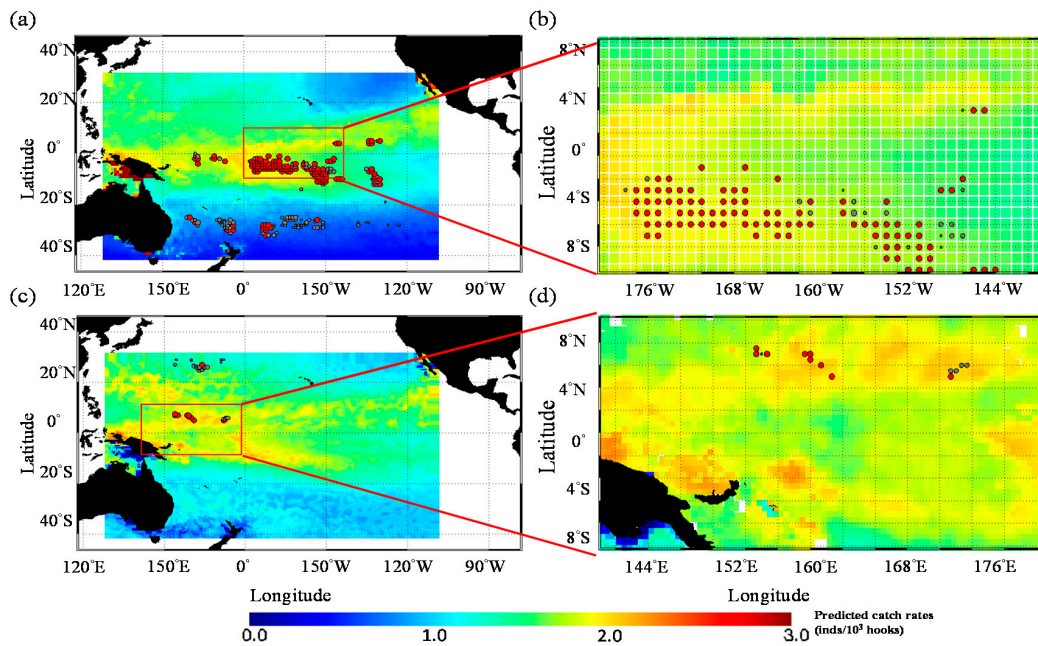 (a)
(b)
40°N
20°N
0°
20°S
40°S
Latitude
120°E
150°E
150°W
120°W
90°W
8°N
4°N
0°N
4°S
8°S
Latitude
176°W
168°W
160°W
152°W
144°W
(c)
(d)
40°N
20°N
0°
20°S
40°S
Latitude
120°E
150°E
150°W
120°W
90°W
8°N
4°N
0°N
4°S
8°S
Latitude
144°E
152°E
160°E
168°E
176°E
Longitude
Longitude
0.0
1.0
2.0
3.0
Predicted catch rates
(inds/10³ hooks)